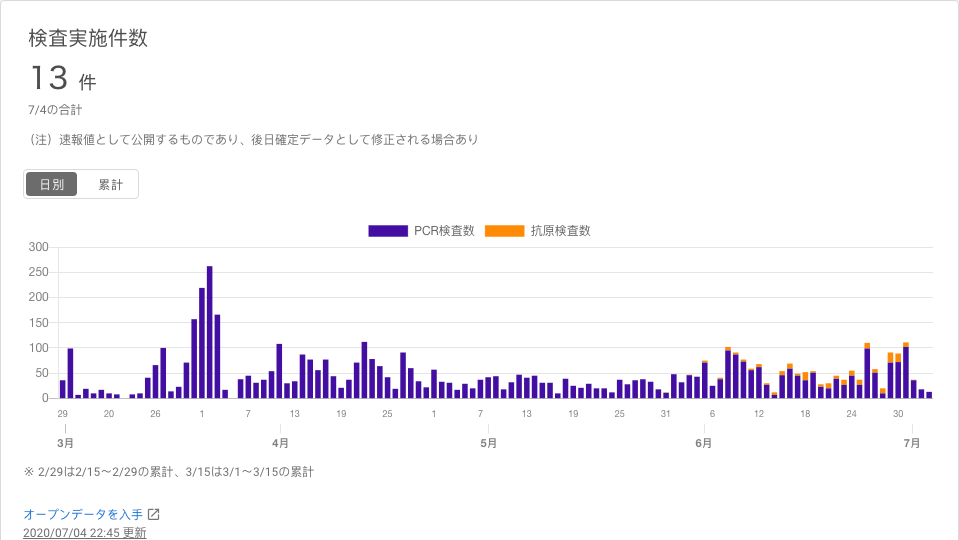 検査実施件数
13 件
7/4の合計
（注）速報値として公開するものであり、後日確定データとして修正される場合あり
日別 累計
PCR検査数 抗原検査数
300
250
200
150
100
50
0
29 20 26 1 7 13 19 25 1 7 13 19 25 31 6 12 18 24 30
3月 4月 5月 6月 7月
※ 2/29は2/15〜2/29の累計、3/15は3/1〜3/15の累計
オープンデータを入手
2020/07/04 22:45 更新